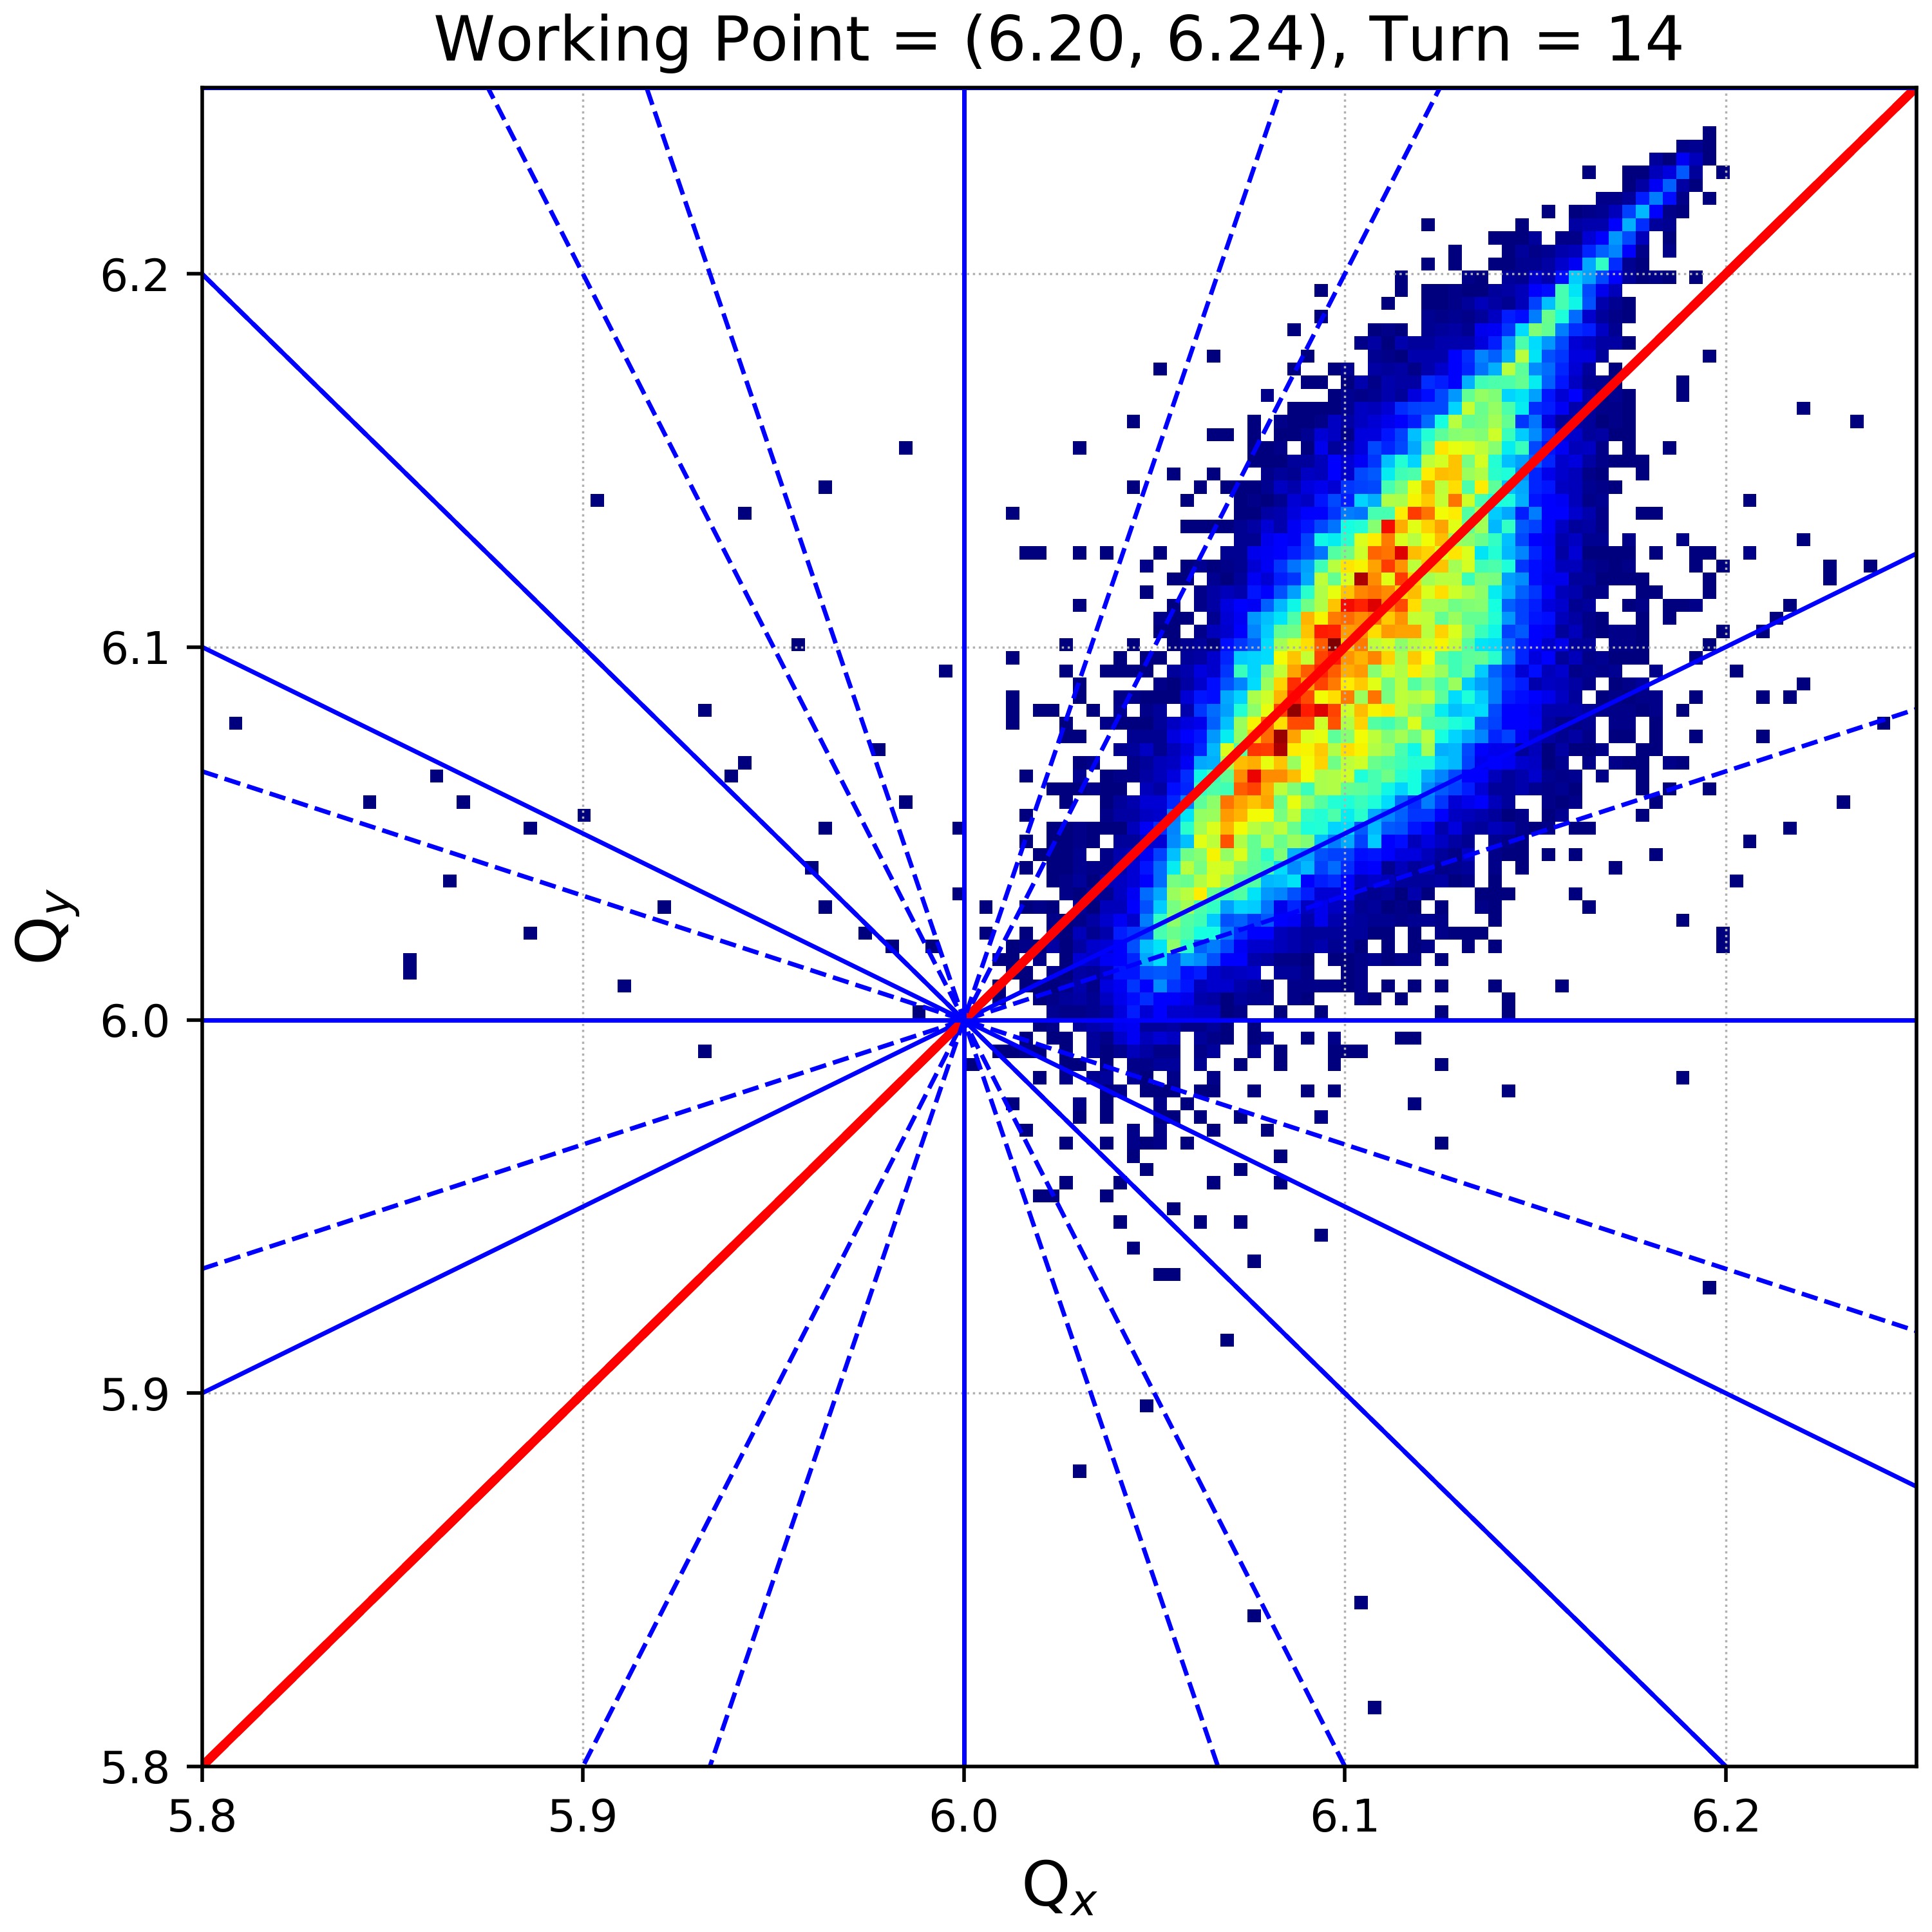 Working Point = (6.20, 6.24), Turn = 14
6.2
6.1
6.0
5.9
5.8
Qy
5.8 5.9 6.0 6.1 6.2
Qx